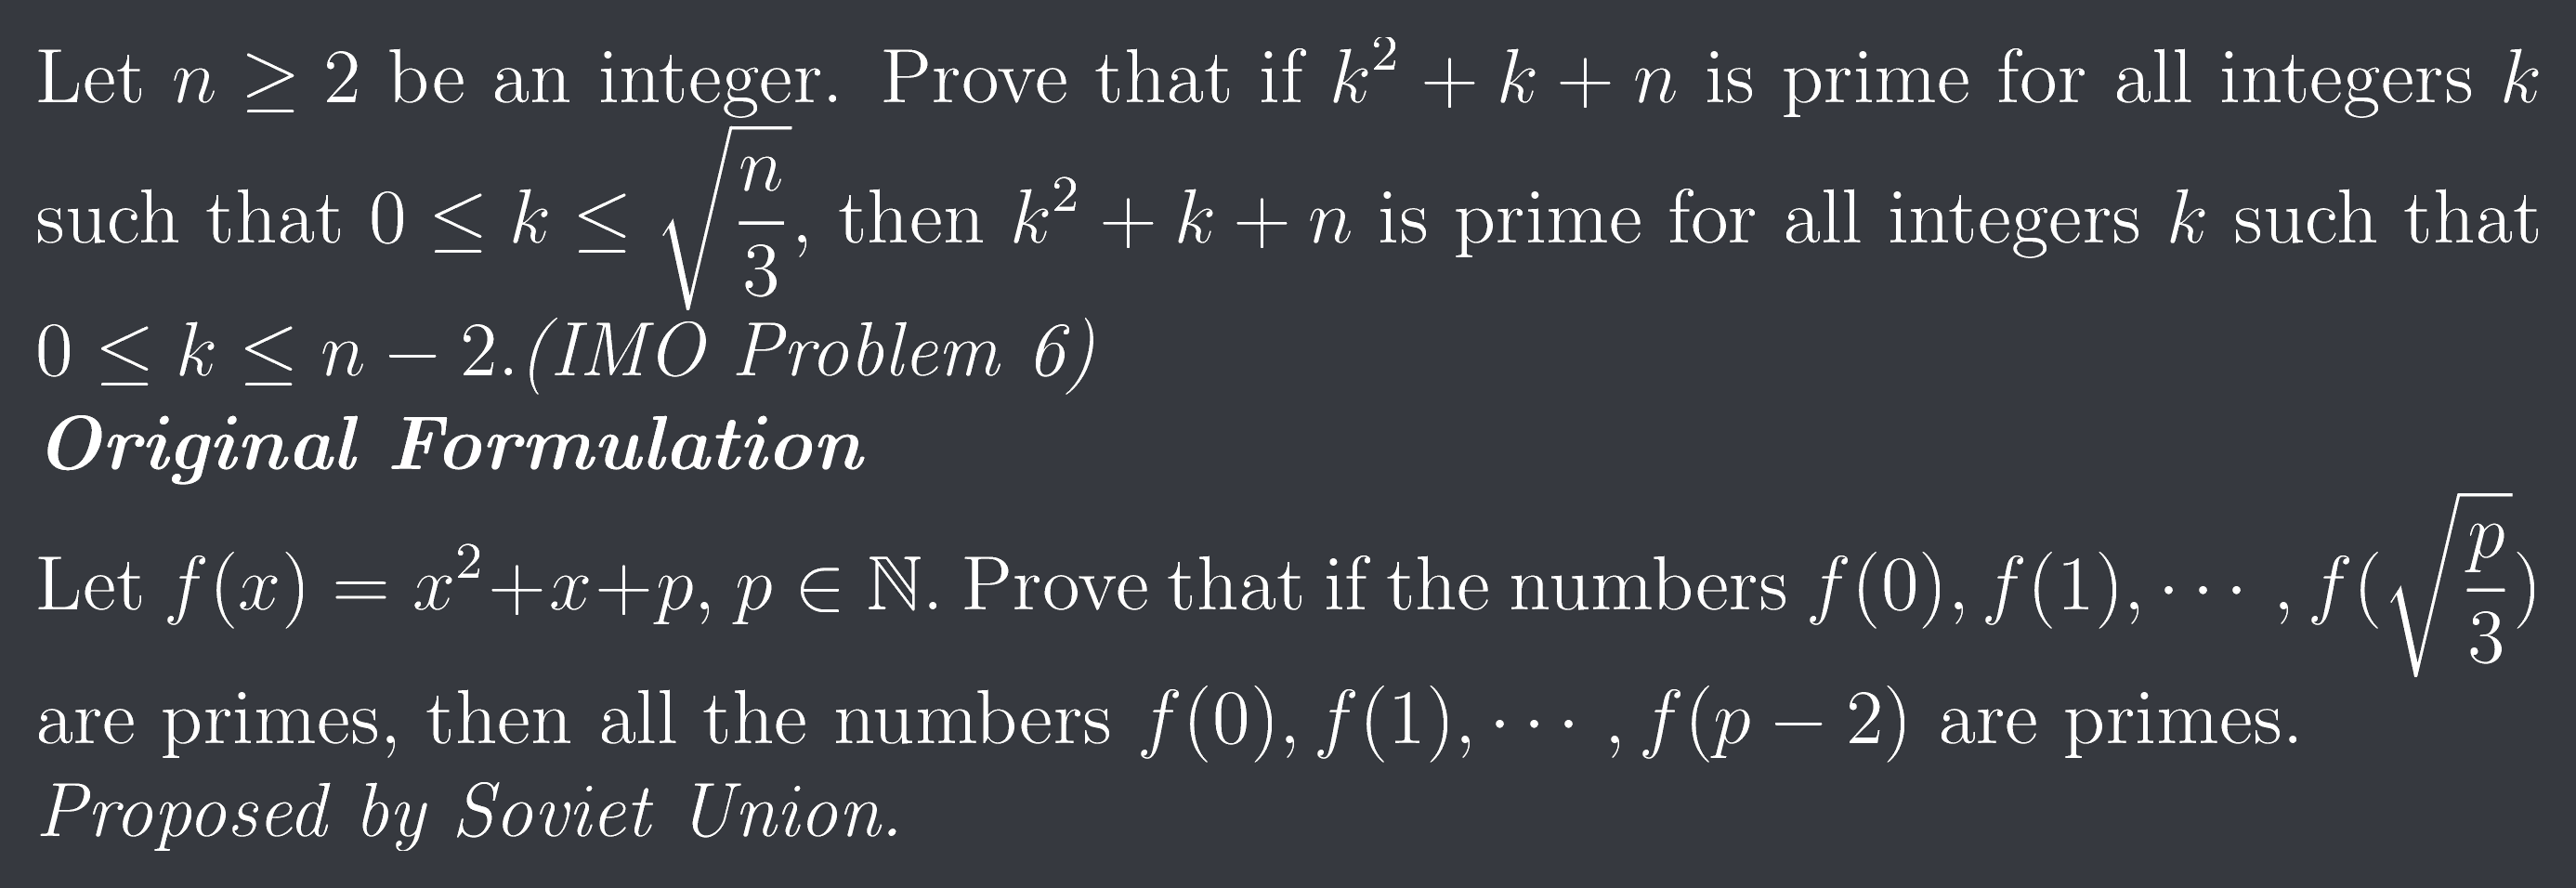 Let $n \geq 2$ be an integer. Prove that if $k^2 + k + n$ is prime for all integers $k$
such that $0 \leq k \leq \sqrt{\dfrac{n}{3}}$, then $k^2 + k + n$ is prime for all integers $k$ such that
$0 \leq k \leq n - 2$.(IMO Problem 6)
Original Formulation
Let $f(x) = x^2 + x + p, p \in \mathbb{N}$. Prove that if the numbers $f(0), f(1), \cdots, f(\sqrt{\dfrac{p}{3}})$
are primes, then all the numbers $f(0), f(1), \cdots, f(p - 2)$ are primes.
Proposed by Soviet Union.